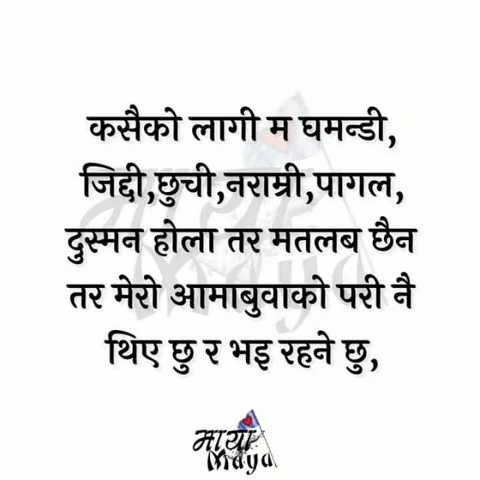 कसैको लागी म घमन्डी,
जिद्दी,छुची,नराम्री,पागल,
दुस्मन होला तर मतलब छैन
तर मेरो आमाबुवाको परी नै
थिए छु र भइ रहने छु,
माया
Maya